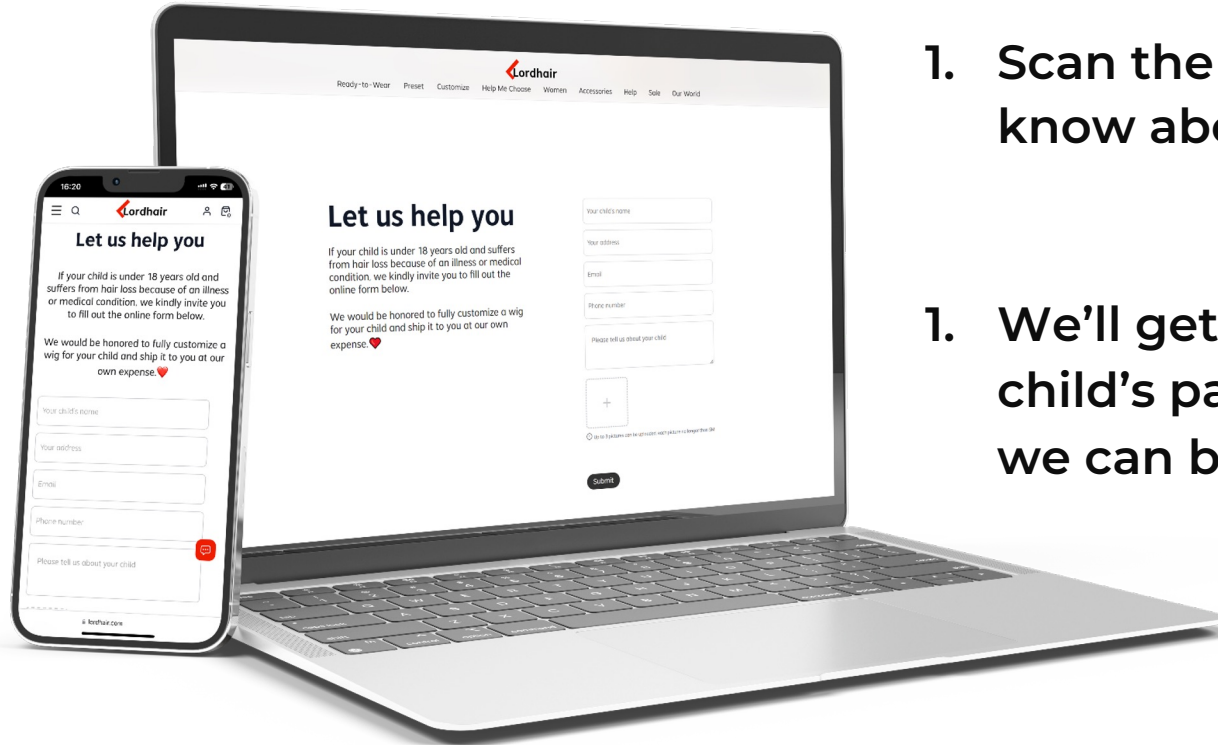 Lordhair
Ready-to-Wear Preset Customize Help Me Choose Women Accessories Help Sale Our World
Let us help you
If your child is under 18 years old and suffers
from hair loss because of an illness or medical
condition, we kindly invite you to fill out the
online form below.
We would be honored to fully customize a wig
for your child and ship it to you at our own
expense.❤
Your child's name
Your address
Email
Phone number
Please tell us about your child
+
Submit
16:20
Lordhair
Let us help you
If your child is under 18 years old and
suffers from hair loss because of an illness
or medical condition, we kindly invite you
to fill out the online form below.
We would be honored to fully customize a
wig for your child and ship it to you at our
own expense.❤
Your child's name
Your address
Email
Phone number
Please tell us about your child
lordhair.com
1. Scan the
know abo
1. We’ll get
child’s pa
we can b